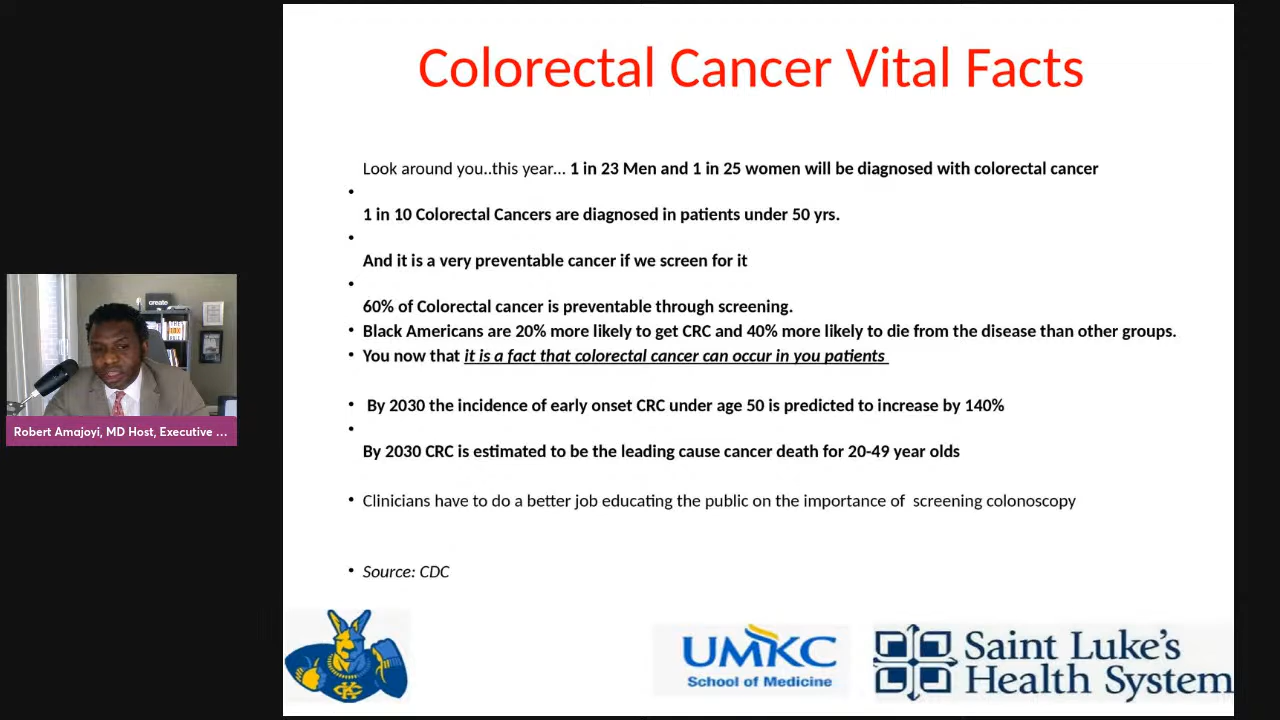 Colorectal Cancer Vital Facts
Look around you..this year... 1 in 23 Men and 1 in 25 women will be diagnosed with colorectal cancer
•
1 in 10 Colorectal Cancers are diagnosed in patients under 50 yrs.
•
And it is a very preventable cancer if we screen for it
•
60% of Colorectal cancer is preventable through screening.
• Black Americans are 20% more likely to get CRC and 40% more likely to die from the disease than other groups.
• You now that it is a fact that colorectal cancer can occur in you patients
• By 2030 the incidence of early onset CRC under age 50 is predicted to increase by 140%
•
By 2030 CRC is estimated to be the leading cause cancer death for 20-49 year olds
• Clinicians have to do a better job educating the public on the importance of screening colonoscopy
• Source: CDC
create
Robert Amajoyi, MD Host, Executive ...
KC
UMKC
School of Medicine
Saint Luke's
Health System